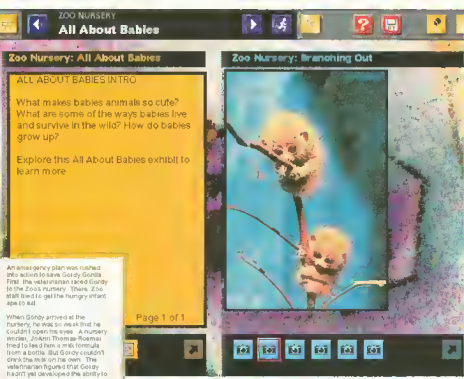 ZOO NURSERY
All About Babies
Zoo Nursery: All About Babies
ALL ABOUT BABIES INTRO
What makes babies animals so cute?
What are some of the ways babies live
and survive in the wild? How do babies
grow up?
Explore this All About Babies exhibit to
learn more
Page 1 of 1
Zoo Nursery: Branching Out
An emergency plan was rushed
into action to save Gordy Gorilla
First the veterinarian raced Gordy
to the Zoo's nursery. There Zoo
staff tried to get the hungry infant
ape to eat
When Gordy arrived at the
nursery, he was so weak that he
couldn't open his eyes. A nursery
worker, JoAnn Thomas-Roemer
tried to feed him a milk formula
from a bottle. But Gordy couldn't
drink the milk on his own. The
veterinarian figured that Gordy
hadn't yet developed the ability to